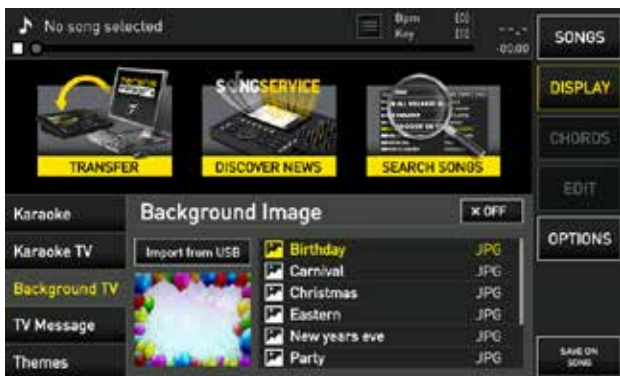 No song selected
Bpm [0]
Key [0] --.-
-00.00
SONGS
DISPLAY
CHORDS
EDIT
OPTIONS
SAVE ON
SONG
SONGSERVICE
TRANSFER
DISCOVER NEWS
SEARCH SONGS
Karaoke
Karaoke TV
Background TV
TV Message
Themes
Background Image
× OFF
Import from USB
Birthday JPG
Carnival JPG
Christmas JPG
Eastern JPG
New years eve JPG
Party JPG